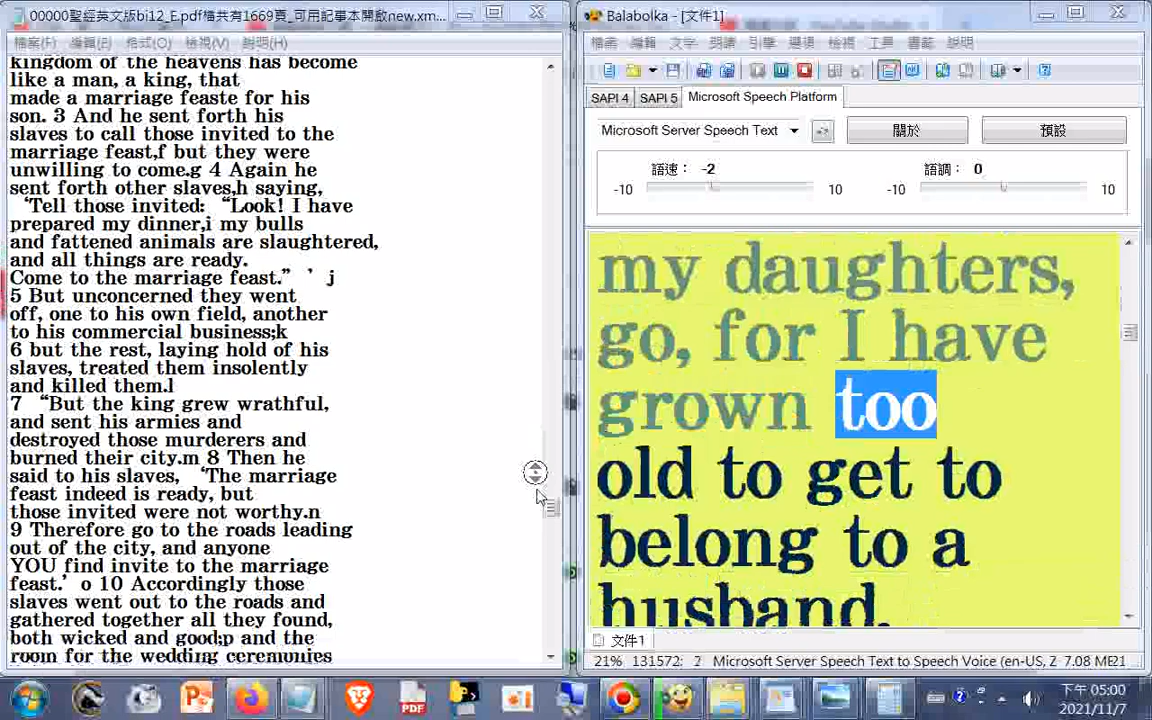 00000聖經英文版bi12_E.pdf檔共有1669頁_可用記事本開啟new.xm...
檔案(F) 編輯(E) 格式(O) 檢視(V) 說明(H)
kingdom of the heavens has become
like a man, a king, that
made a marriage feaste for his
son. 3 And he sent forth his
slaves to call those invited to the
marriage feast,f but they were
unwilling to come.g 4 Again he
sent forth other slaves,h saying,
‘Tell those invited: “Look! I have
prepared my dinner,i my bulls
and fattened animals are slaughtered,
and all things are ready.
Come to the marriage feast.” ’ j
5 But unconcerned they went
off, one to his own field, another
to his commercial business;k
6 but the rest, laying hold of his
slaves, treated them insolently
and killed them.l
7 “But the king grew wrathful,
and sent his armies and
destroyed those murderers and
burned their city.m 8 Then he
said to his slaves, ‘The marriage
feast indeed is ready, but
those invited were not worthy.n
9 Therefore go to the roads leading
out of the city, and anyone
YOU find invite to the marriage
feast.’ o 10 Accordingly those
slaves went out to the roads and
gathered together all they found,
both wicked and good;p and the
room for the wedding ceremonies
Balabolka - [文件1]
檔案 編輯 文字 朗讀 引擎 選項 檢視 工具 書籤 說明
SAPI 4 SAPI 5 Microsoft Speech Platform
Microsoft Server Speech Text 關於 預設
語速： -2 語調： 0
-10 10 -10 10
my daughters,
go, for I have
grown too
old to get to
belong to a
husband.
文件1
21% 131572: 2 Microsoft Server Speech Text to Speech Voice (en-US, Z 7.08 ME21
PDF
下午 05:00
2021/11/7